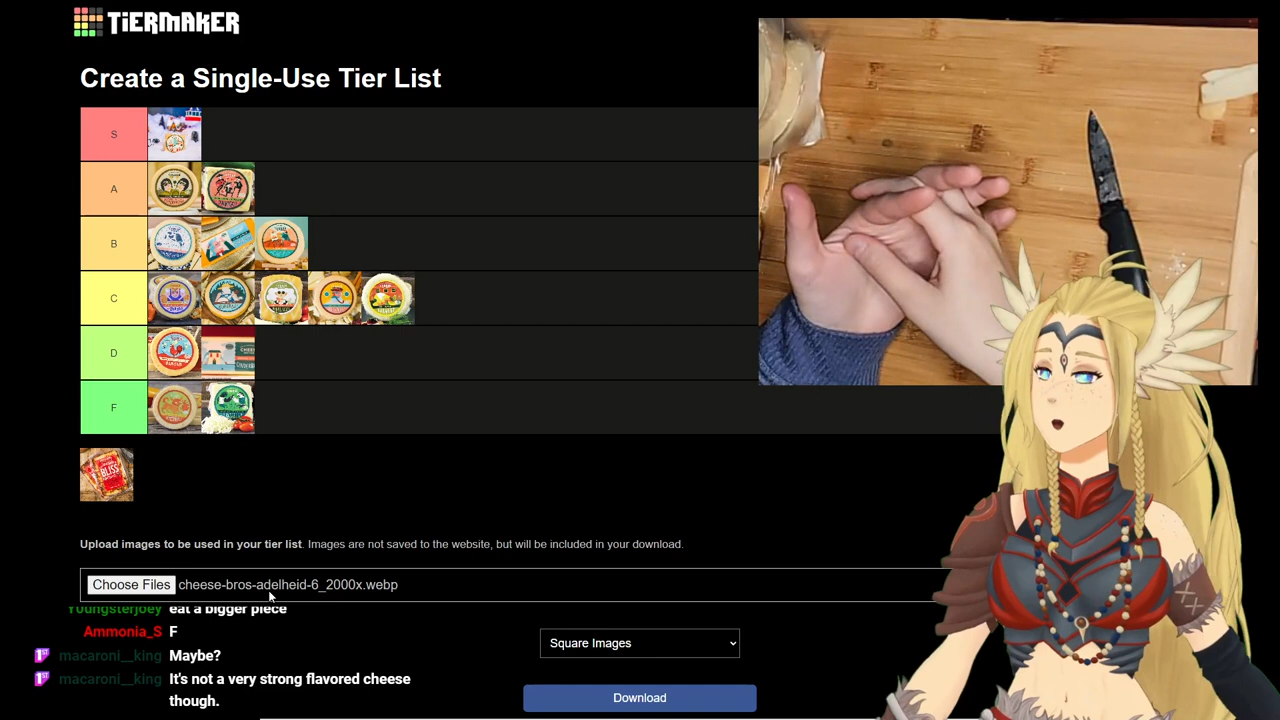 TiERMAKER
Create a Single-Use Tier List
S
A
B
C
D
F
BLISS
Upload images to be used in your tier list. Images are not saved to the website, but will be included in your download.
Choose Files cheese-bros-adelheid-6_2000x.webp
Youngsterjoey eat a bigger piece
Ammonia_S F
macaroni__king Maybe?
macaroni__king It's not a very strong flavored cheese
though.
Square Images
Download